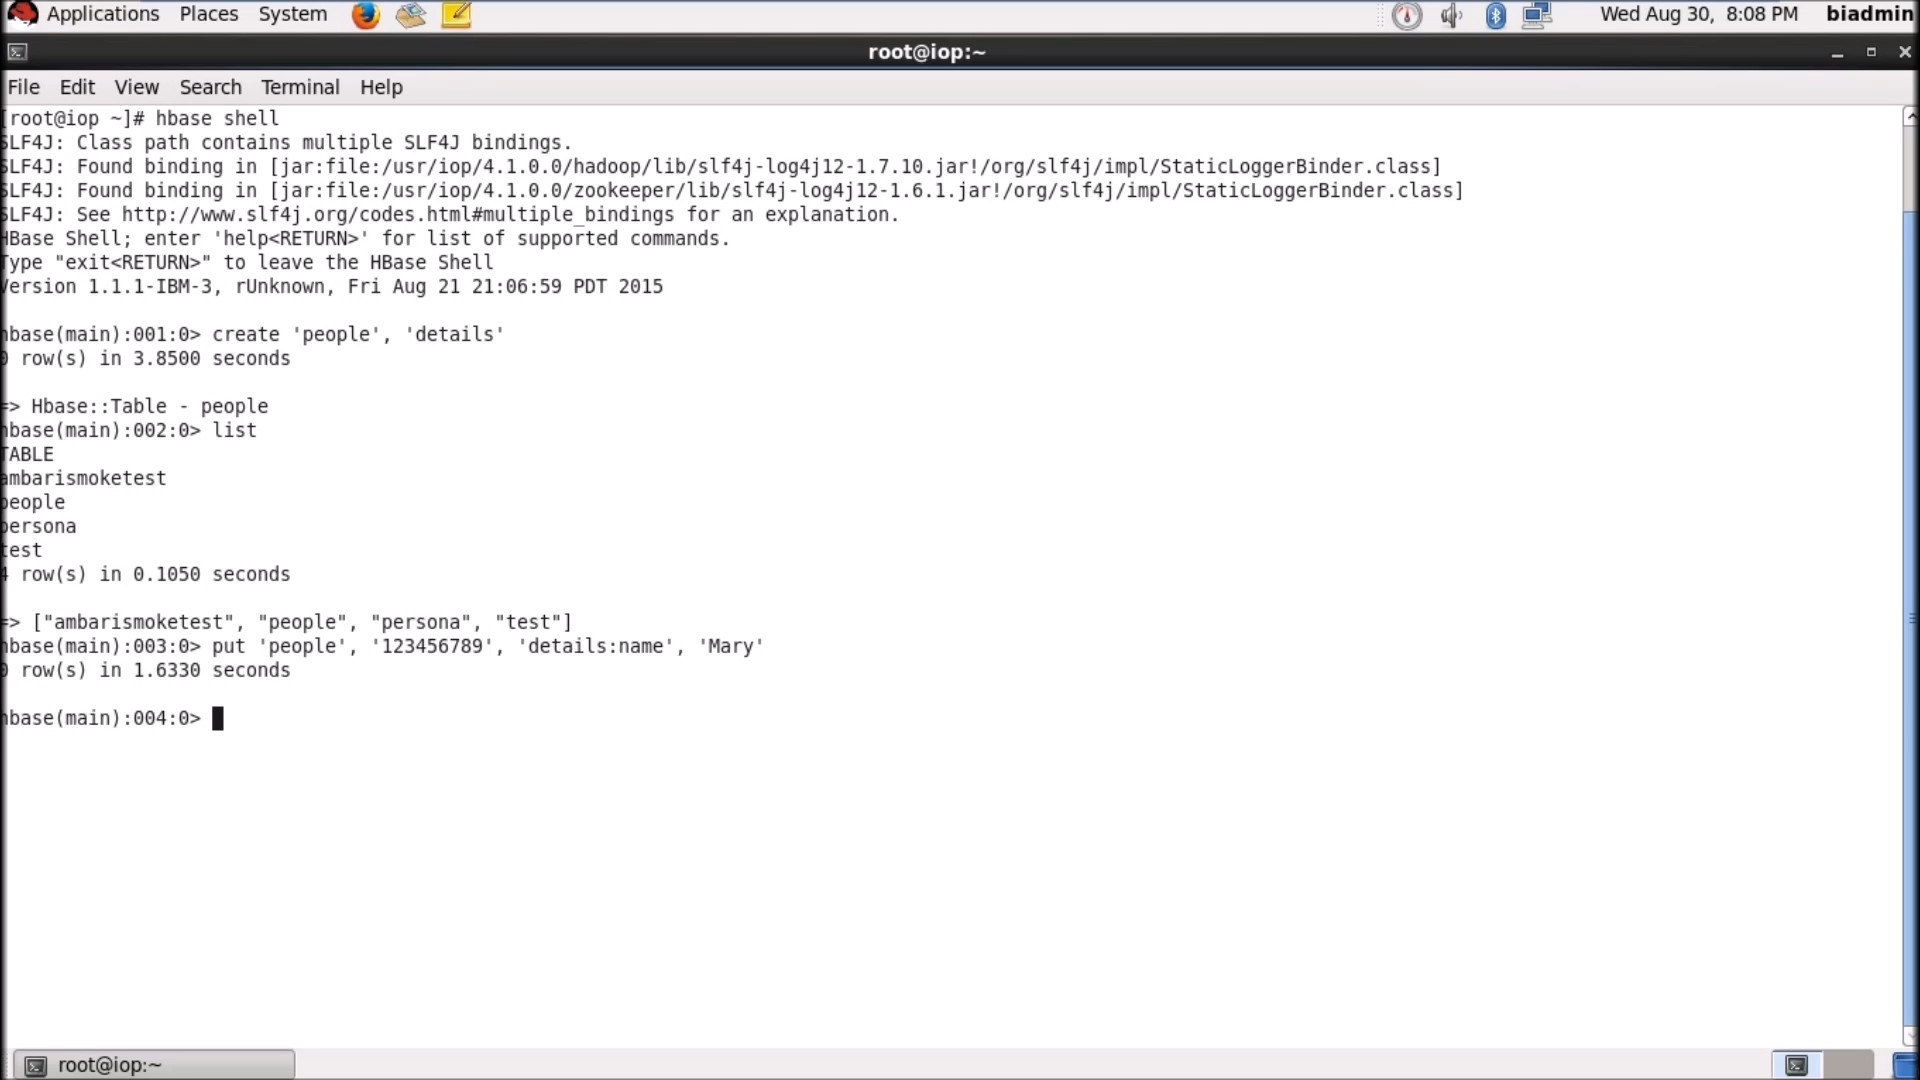 Applications Places System Wed Aug 30, 8:08 PM biadmin
root@iop:~
File Edit View Search Terminal Help
[root@iop ~]# hbase shell
SLF4J: Class path contains multiple SLF4J bindings.
SLF4J: Found binding in [jar:file:/usr/iop/4.1.0.0/hadoop/lib/slf4j-log4j12-1.7.10.jar!/org/slf4j/impl/StaticLoggerBinder.class]
SLF4J: Found binding in [jar:file:/usr/iop/4.1.0.0/zookeeper/lib/slf4j-log4j12-1.6.1.jar!/org/slf4j/impl/StaticLoggerBinder.class]
SLF4J: See http://www.slf4j.org/codes.html#multiple_bindings for an explanation.
HBase Shell; enter 'help<RETURN>' for list of supported commands.
Type "exit<RETURN>" to leave the HBase Shell
Version 1.1.1-IBM-3, rUnknown, Fri Aug 21 21:06:59 PDT 2015
hbase(main):001:0> create 'people', 'details'
0 row(s) in 3.8500 seconds
=> Hbase::Table - people
hbase(main):002:0> list
TABLE
ambarismoketest
people
persona
test
4 row(s) in 0.1050 seconds
=> ["ambarismoketest", "people", "persona", "test"]
hbase(main):003:0> put 'people', '123456789', 'details:name', 'Mary'
0 row(s) in 1.6330 seconds
hbase(main):004:0>
root@iop:~